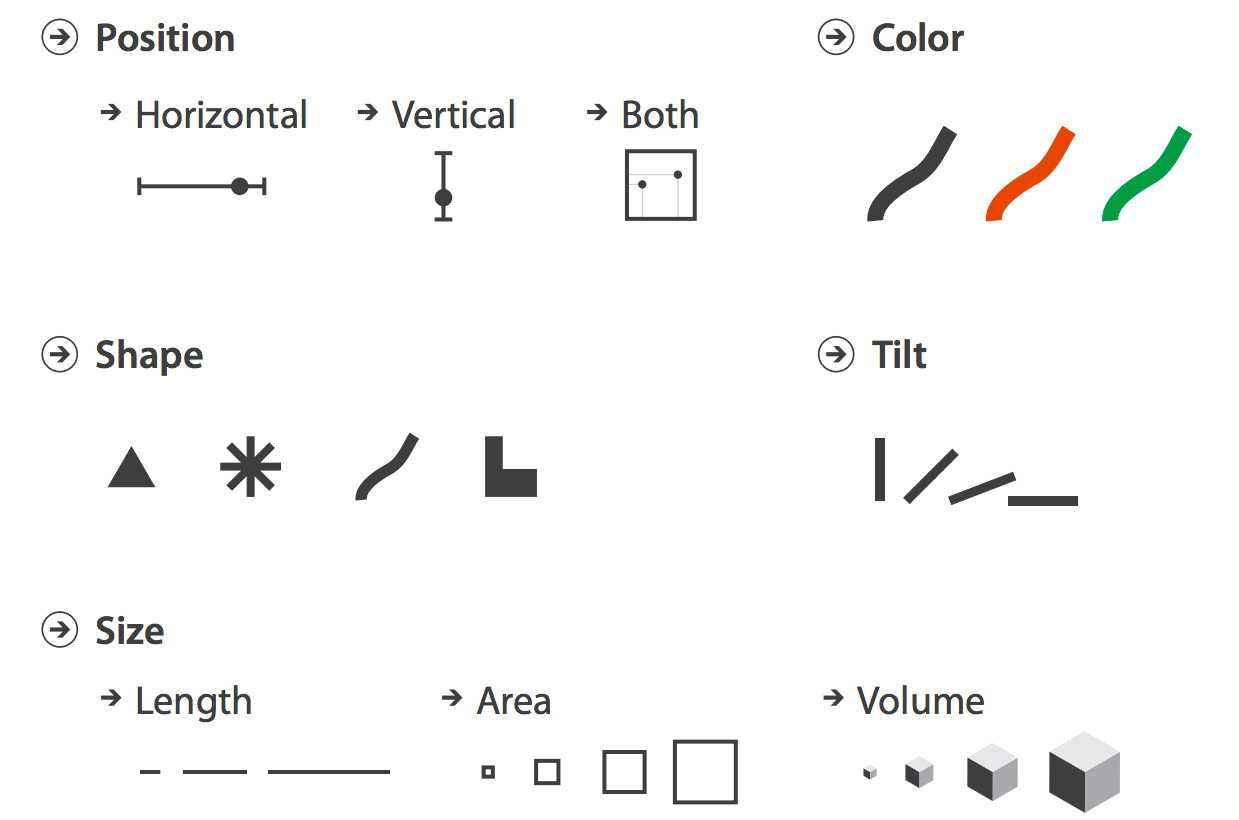 Position
Color
Horizontal Vertical Both
Shape
Tilt
Size
Length Area Volume